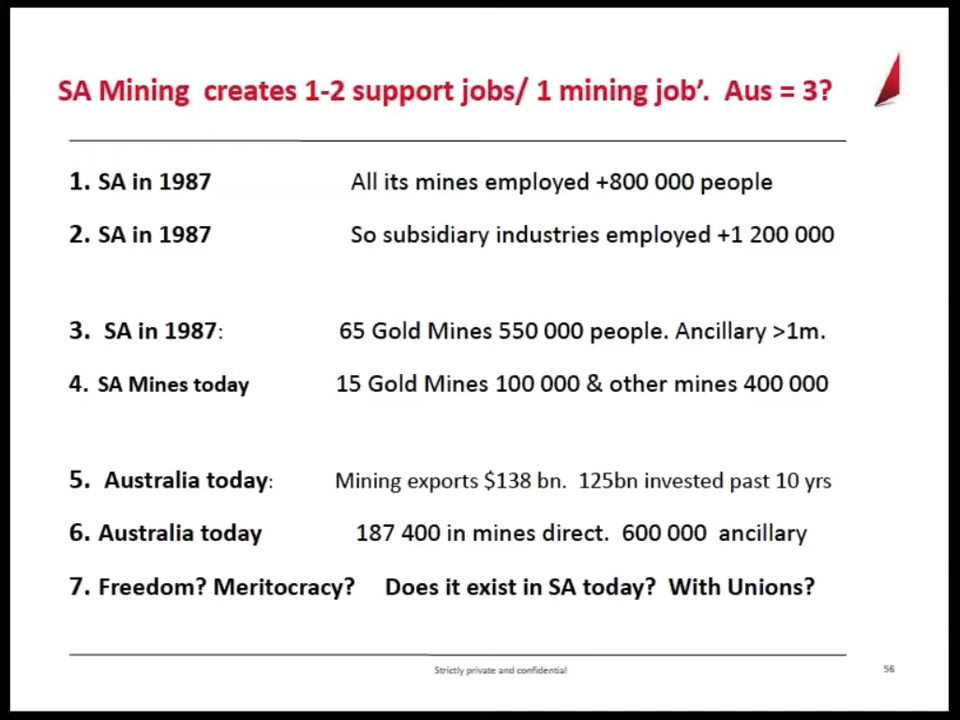 SA Mining creates 1-2 support jobs/ 1 mining job’. Aus = 3?
1. SA in 1987 All its mines employed +800 000 people
2. SA in 1987 So subsidiary industries employed +1 200 000
3. SA in 1987: 65 Gold Mines 550 000 people. Ancillary >1m.
4. SA Mines today 15 Gold Mines 100 000 & other mines 400 000
5. Australia today: Mining exports $138 bn. 125bn invested past 10 yrs
6. Australia today 187 400 in mines direct. 600 000 ancillary
7. Freedom? Meritocracy? Does it exist in SA today? With Unions?
Strictly private and confidential 56